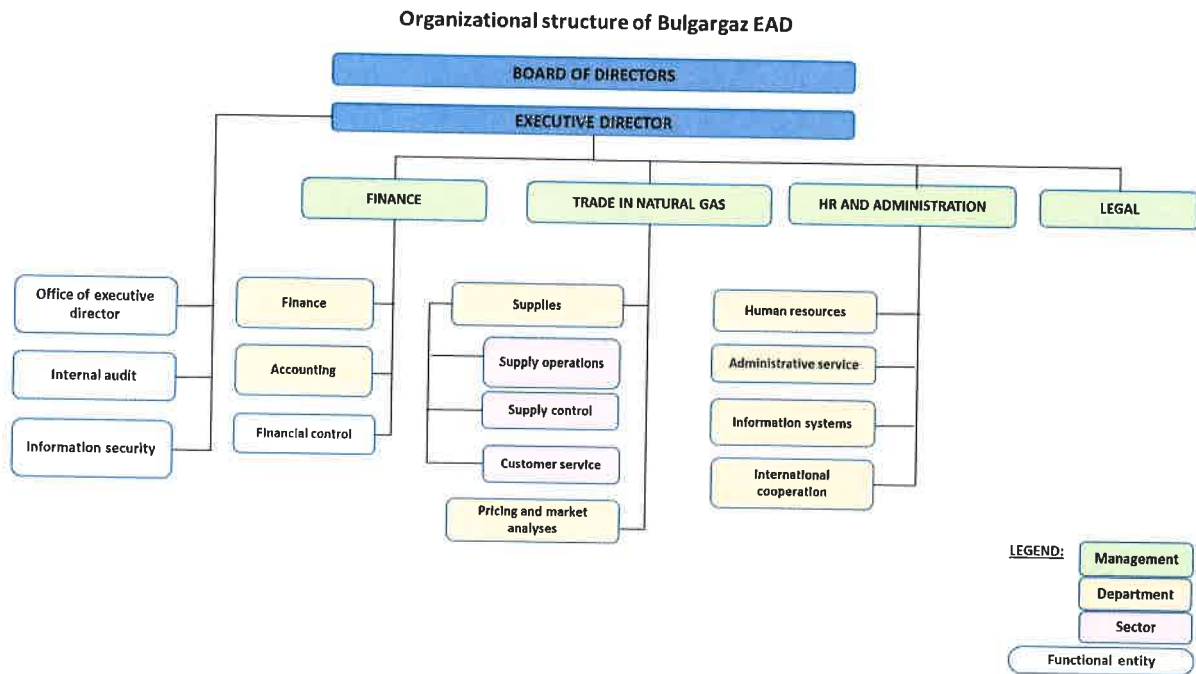 Organizational structure of Bulgargaz EAD
BOARD OF DIRECTORS
EXECUTIVE DIRECTOR
FINANCE
TRADE IN NATURAL GAS
HR AND ADMINISTRATION
LEGAL
Office of executive
director
Internal audit
Information security
Finance
Accounting
Financial control
Supplies
Supply operations
Supply control
Customer service
Pricing and market
analyses
Human resources
Administrative service
Information systems
International
cooperation
LEGEND:
Management
Department
Sector
Functional entity